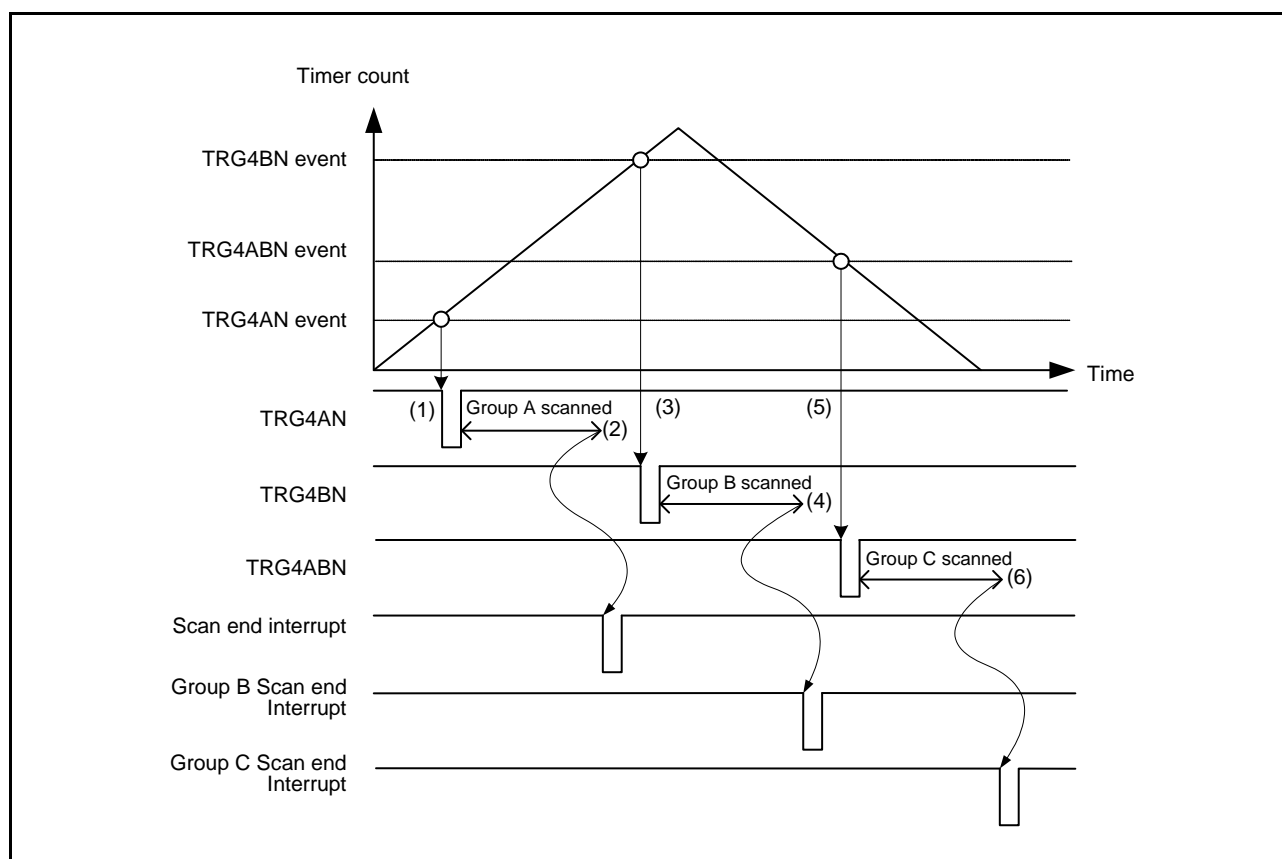 Timer count
TRG4BN event
TRG4ABN event
TRG4AN event
Time
TRG4AN
(1)
Group A scanned
(2)
(3)
(5)
TRG4BN
Group B scanned
(4)
TRG4ABN
Group C scanned
(6)
Scan end interrupt
Group B Scan end
Interrupt
Group C Scan end
Interrupt